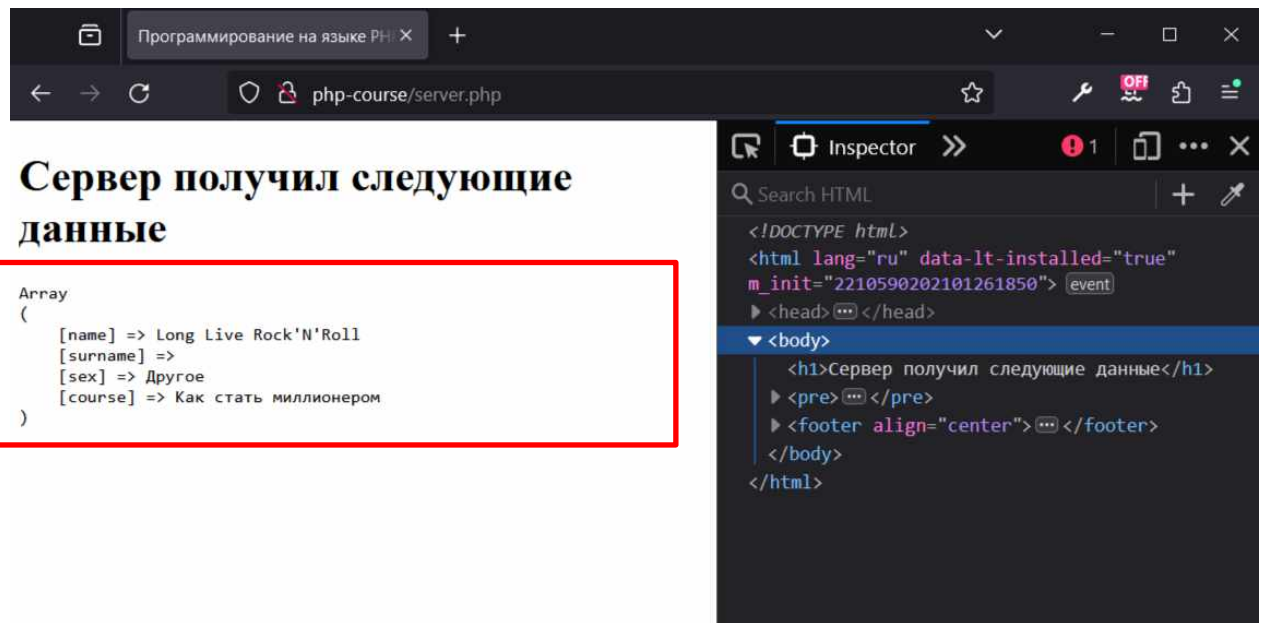 Программирование на языке PH
php-course/server.php
OFF
Inspector
1
Search HTML
Сервер получил следующие
данные
Array
(
[name] => Long Live Rock'N'Roll
[surname] =>
[sex] => Другое
[course] => Как стать миллионером
)
<!DOCTYPE html>
<html lang="ru" data-lt-installed="true"
m_init="2210590202101261850"> event
<head> ... </head>
<body>
<h1>Сервер получил следующие данные</h1>
<pre> ... </pre>
<footer align="center"> ... </footer>
</body>
</html>